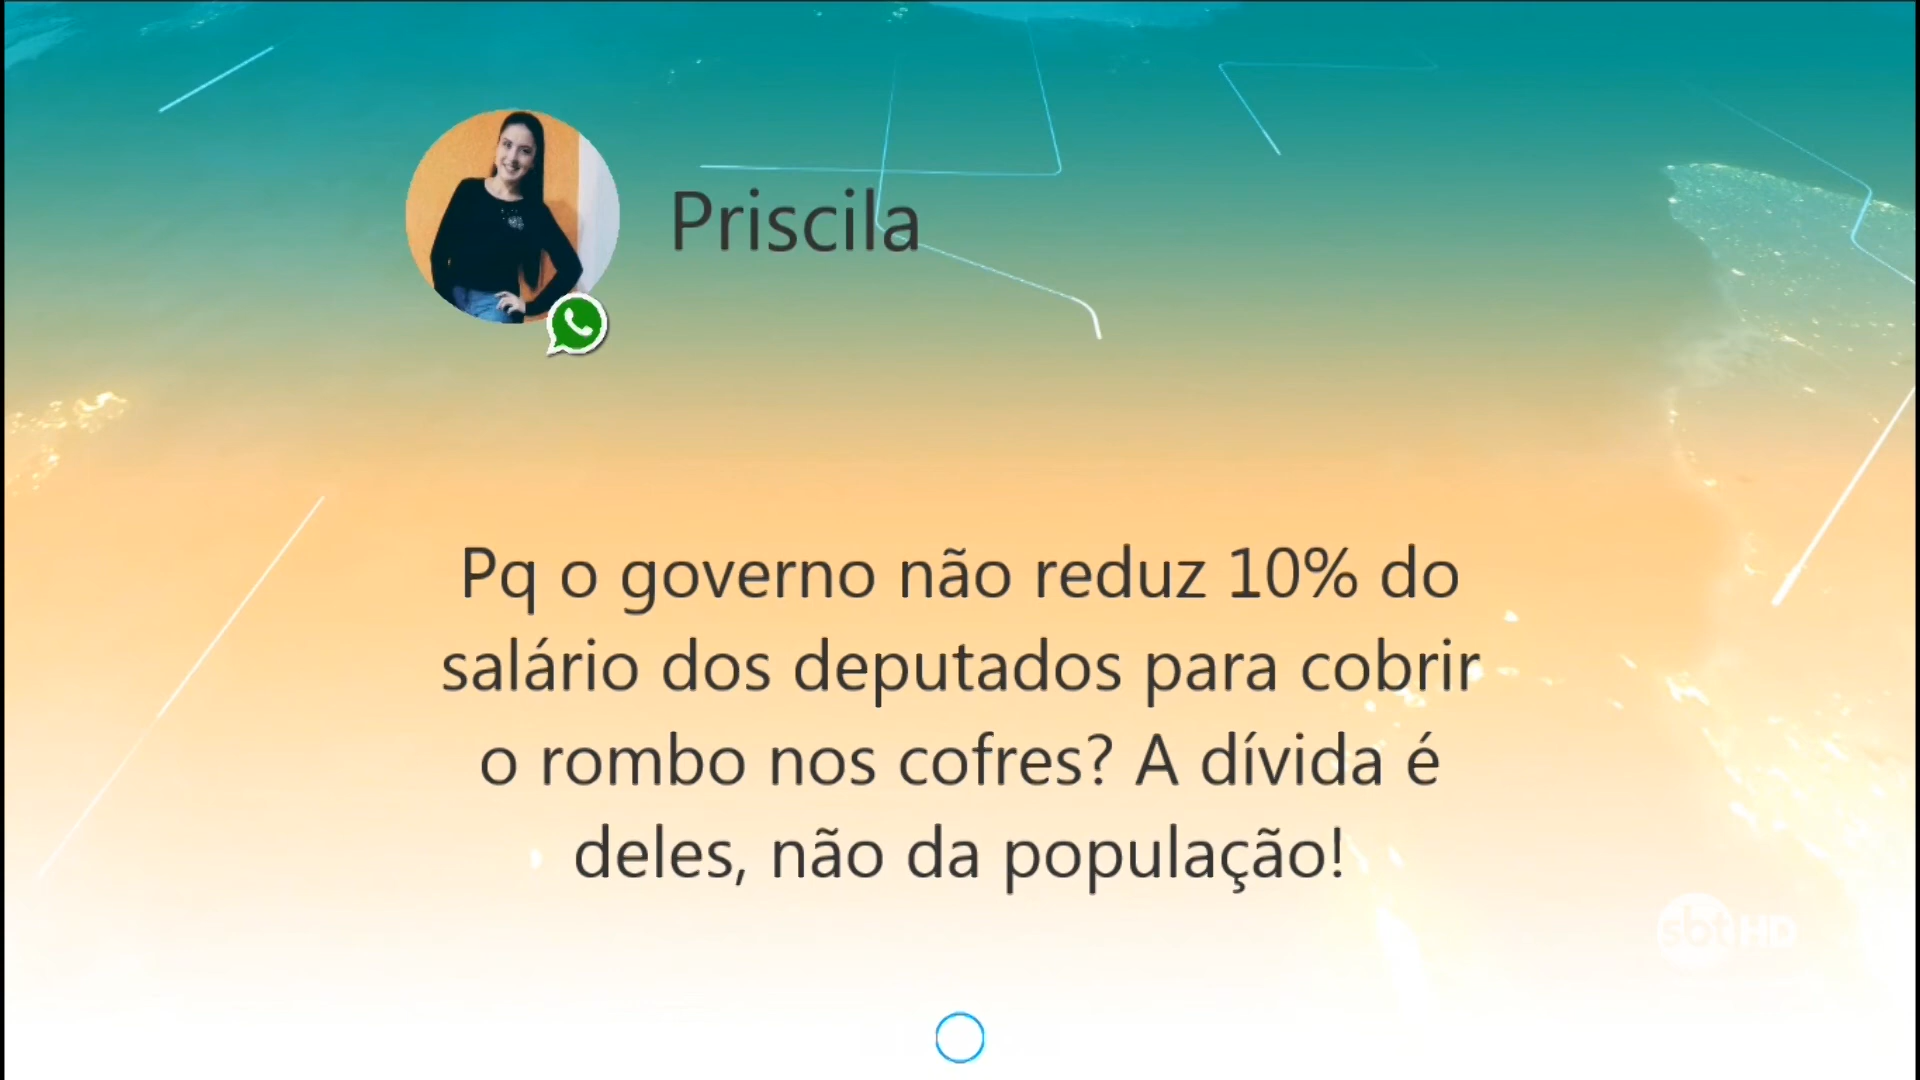 Priscila
Pq o governo não reduz 10% do
salário dos deputados para cobrir
o rombo nos cofres? A dívida é
deles, não da população!
sbt HD